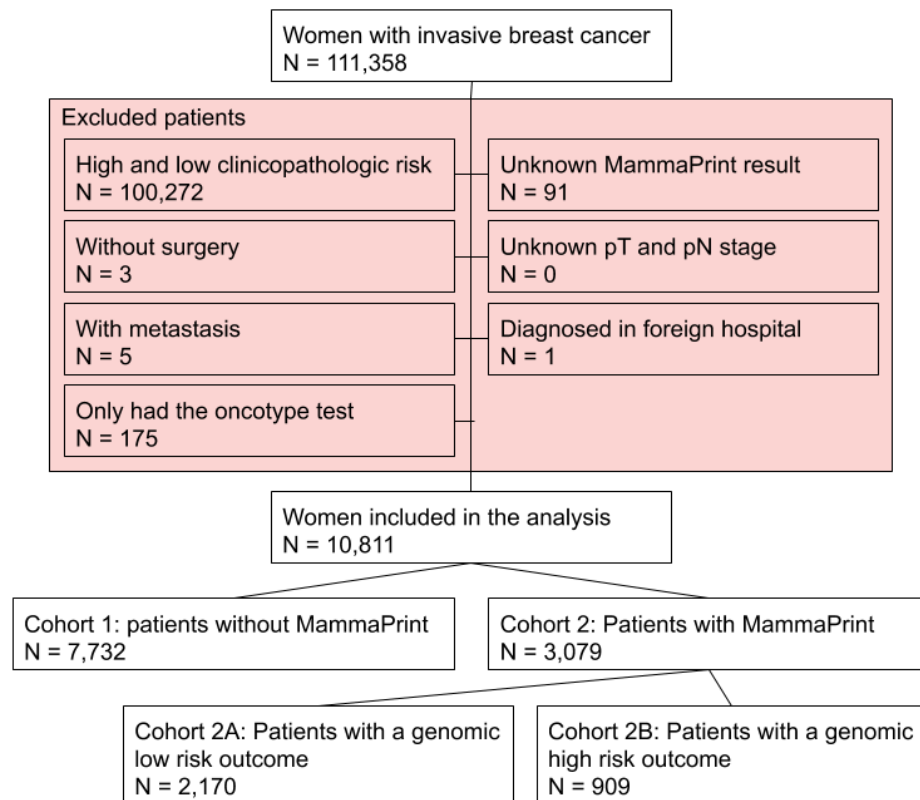 Women with invasive breast cancer
N = 111,358
Excluded patients
High and low clinicopathologic risk
N = 100,272
Unknown MammaPrint result
N = 91
Without surgery
N = 3
Unknown pT and pN stage
N = 0
With metastasis
N = 5
Diagnosed in foreign hospital
N = 1
Only had the oncotype test
N = 175
Women included in the analysis
N = 10,811
Cohort 1: patients without MammaPrint
N = 7,732
Cohort 2: Patients with MammaPrint
N = 3,079
Cohort 2A: Patients with a genomic
low risk outcome
N = 2,170
Cohort 2B: Patients with a genomic
high risk outcome
N = 909